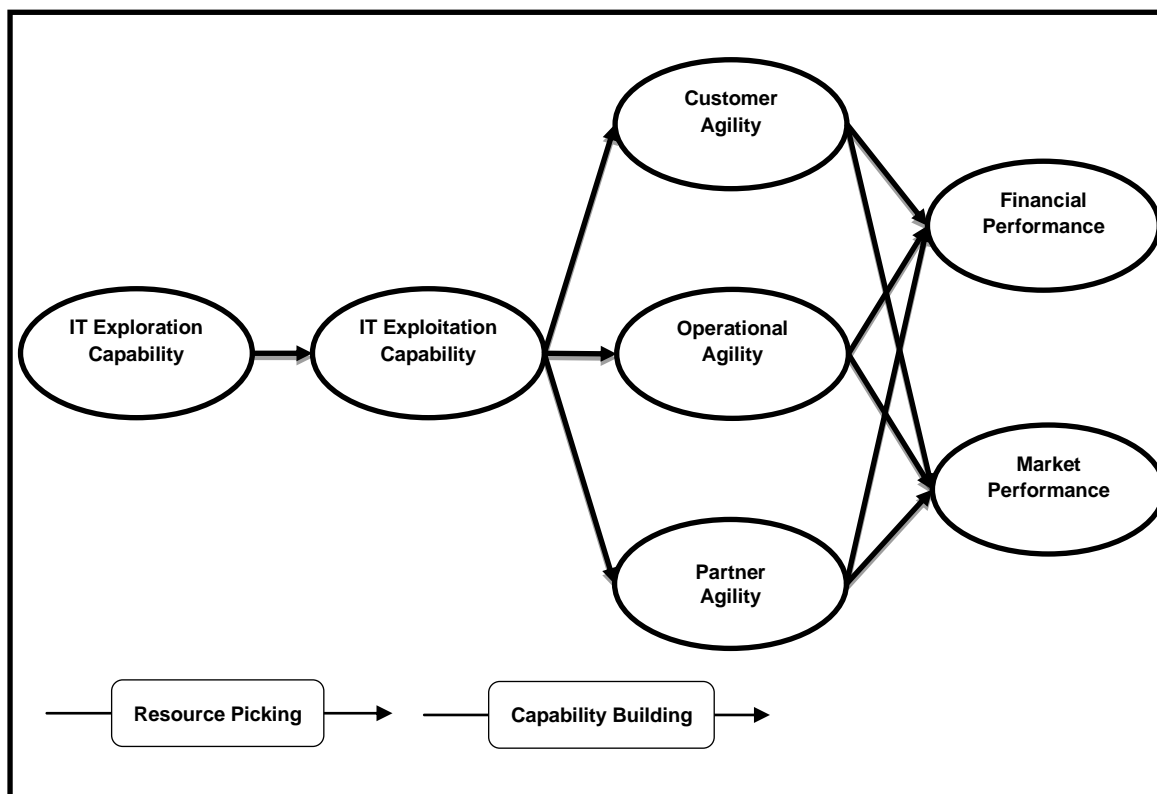 Customer
Agility
Financial
Performance
IT Exploration
Capability
IT Exploitation
Capability
Operational
Agility
Market
Performance
Partner
Agility
Resource Picking
Capability Building